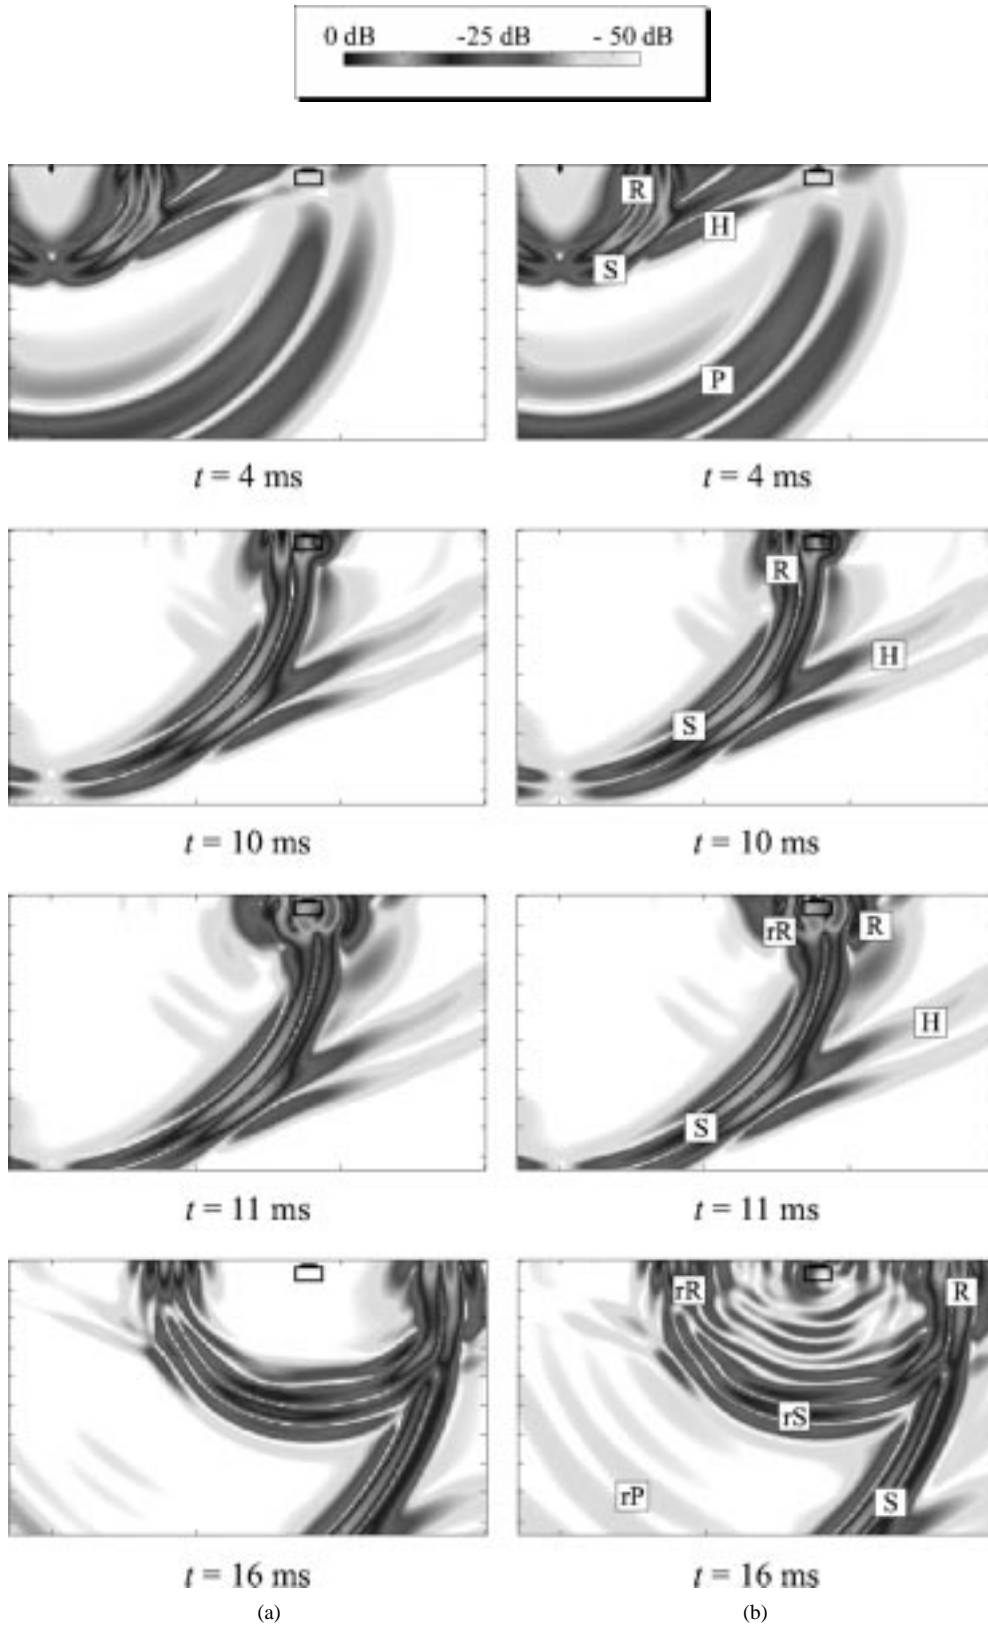 0 dB -25 dB - 50 dB
R
H
S
P
t = 4 ms t = 4 ms
R
H
S
t = 10 ms t = 10 ms
rR R
H
S
t = 11 ms t = 11 ms
rR R
rS
rP S
t = 16 ms t = 16 ms
(a) (b)